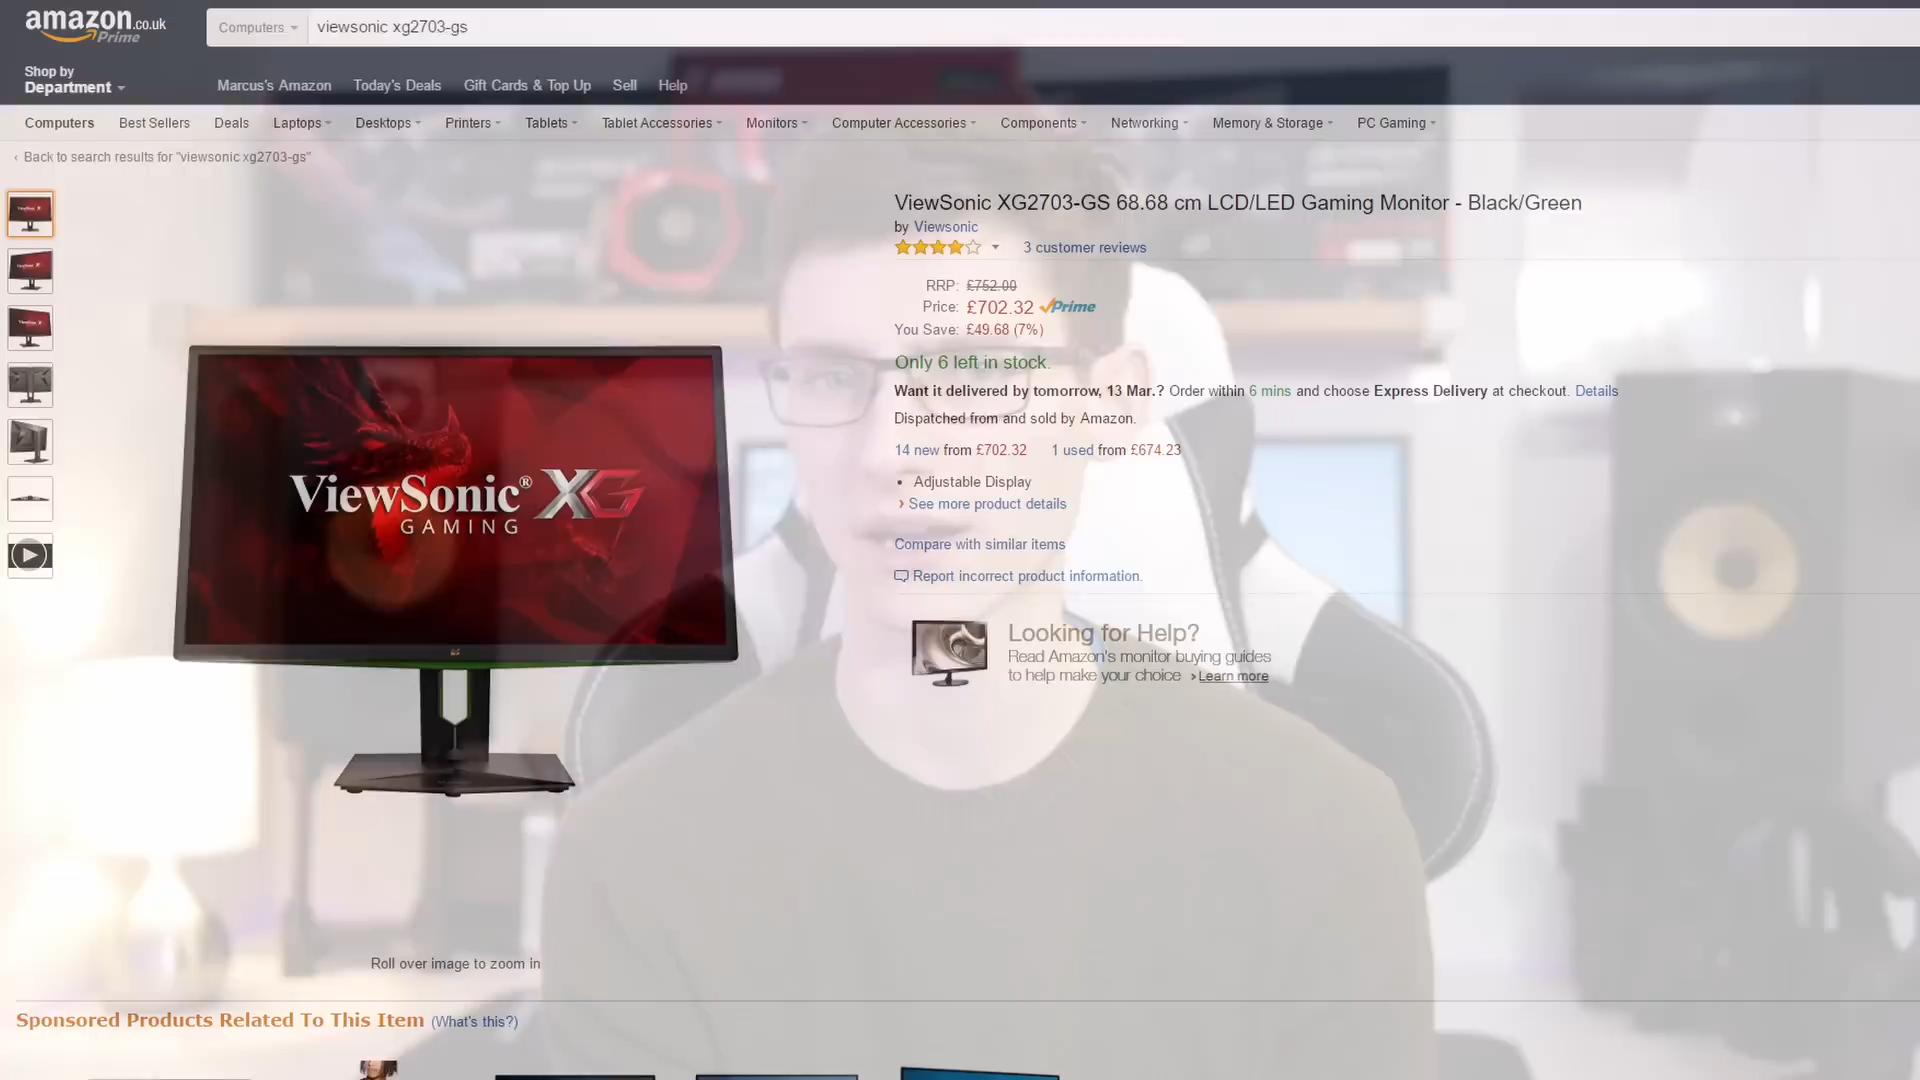 amazon.co.uk
Prime
Computers
viewsonic xg2703-gs
Shop by
Department
Marcus's Amazon Today's Deals Gift Cards & Top Up Sell Help
Computers Best Sellers Deals Laptops Desktops Printers Tablets Tablet Accessories Monitors Computer Accessories Components Networking Memory & Storage PC Gaming
‹ Back to search results for "viewsonic xg2703-gs"
ViewSonic XG2703-GS 68.68 cm LCD/LED Gaming Monitor - Black/Green
by Viewsonic
3 customer reviews
RRP: £752.00
Price: £702.32 Prime
You Save: £49.68 (7%)
Only 6 left in stock.
Want it delivered by tomorrow, 13 Mar.? Order within 6 mins and choose Express Delivery at checkout. Details
Dispatched from and sold by Amazon.
14 new from £702.32 1 used from £674.23
• Adjustable Display
› See more product details
Compare with similar items
Report incorrect product information.
Looking for Help?
Read Amazon's monitor buying guides
to help make your choice › Learn more
ViewSonic® XG
GAMING
Roll over image to zoom in
Sponsored Products Related To This Item (What's this?)